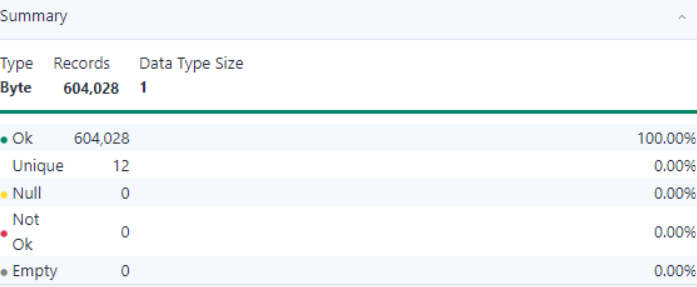 Summary
Type Records Data Type Size
Byte 604,028 1
Ok 604,028 100.00%
Unique 12 0.00%
Null 0 0.00%
Not
Ok 0 0.00%
Empty 0 0.00%